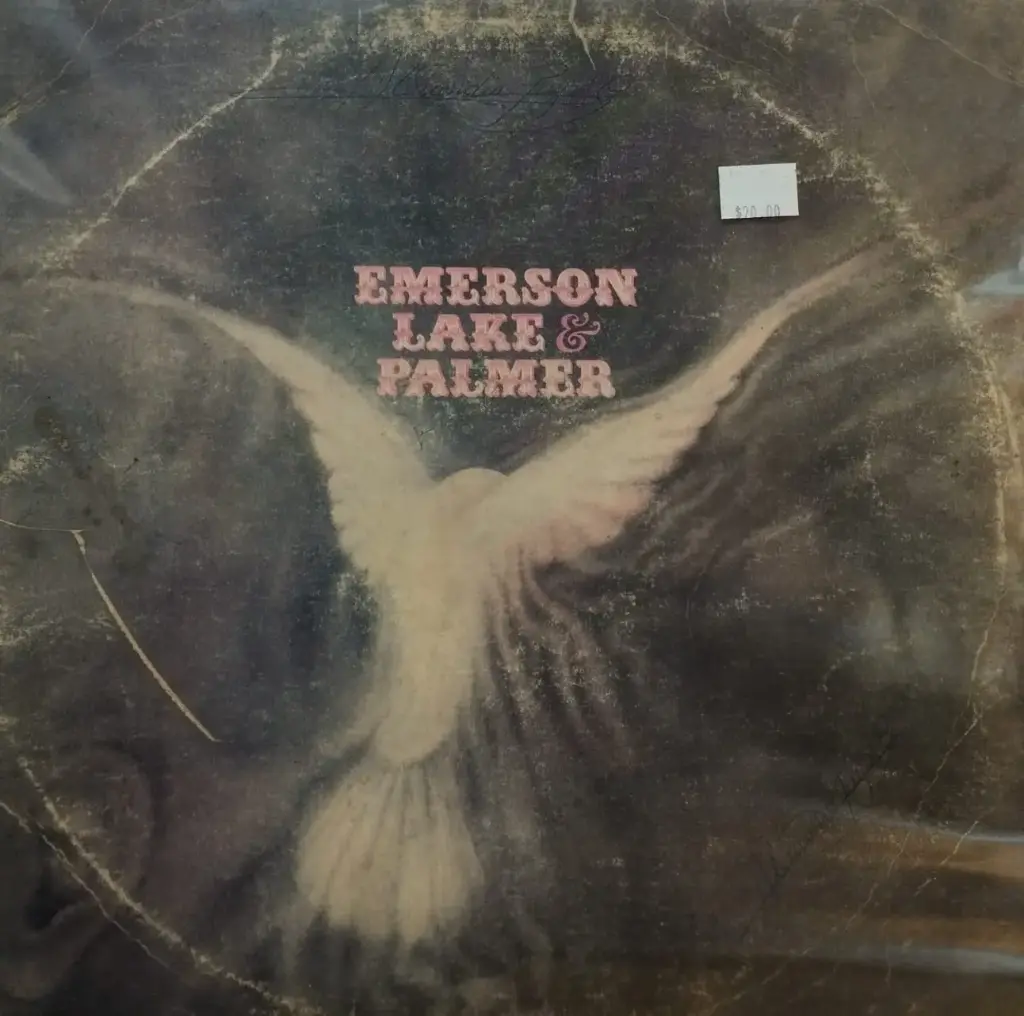 $20.00
EMERSON
LAKE &
PALMER